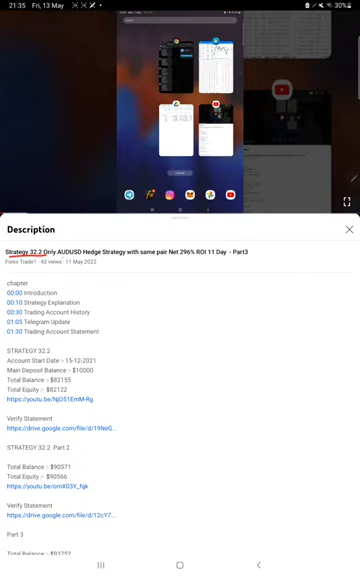 21:35 Fri, 13 May 30%
Description
Strategy 32.2 Only AUDUSD Hedge Strategy with same pair Net 296% ROI 11 Day - Part3
Forex Trade1 · 42 views · 11 May 2022
chapter
00:00 Introduction
00:10 Strategy Explanation
00:30 Trading Account History
01:05 Telegram Update
01:30 Trading Account Statement
STRATEGY 32.2
Account Start Date :- 15-12-2021
Main Deposit Balance :- $10000
Total Balance :- $82155
Total Equity :- $82122
https://youtu.be/NjO51EmM-Rg
Verify Statement
https://drive.google.com/file/d/19NeG...
STRATEGY 32.2 Part 2
Total Balance :- $90571
Total Equity :- $90566
https://youtu.be/omX03Y_fqk
Verify Statement
https://drive.google.com/file/d/12cY7...
Part 3
Total Balance :- $93752